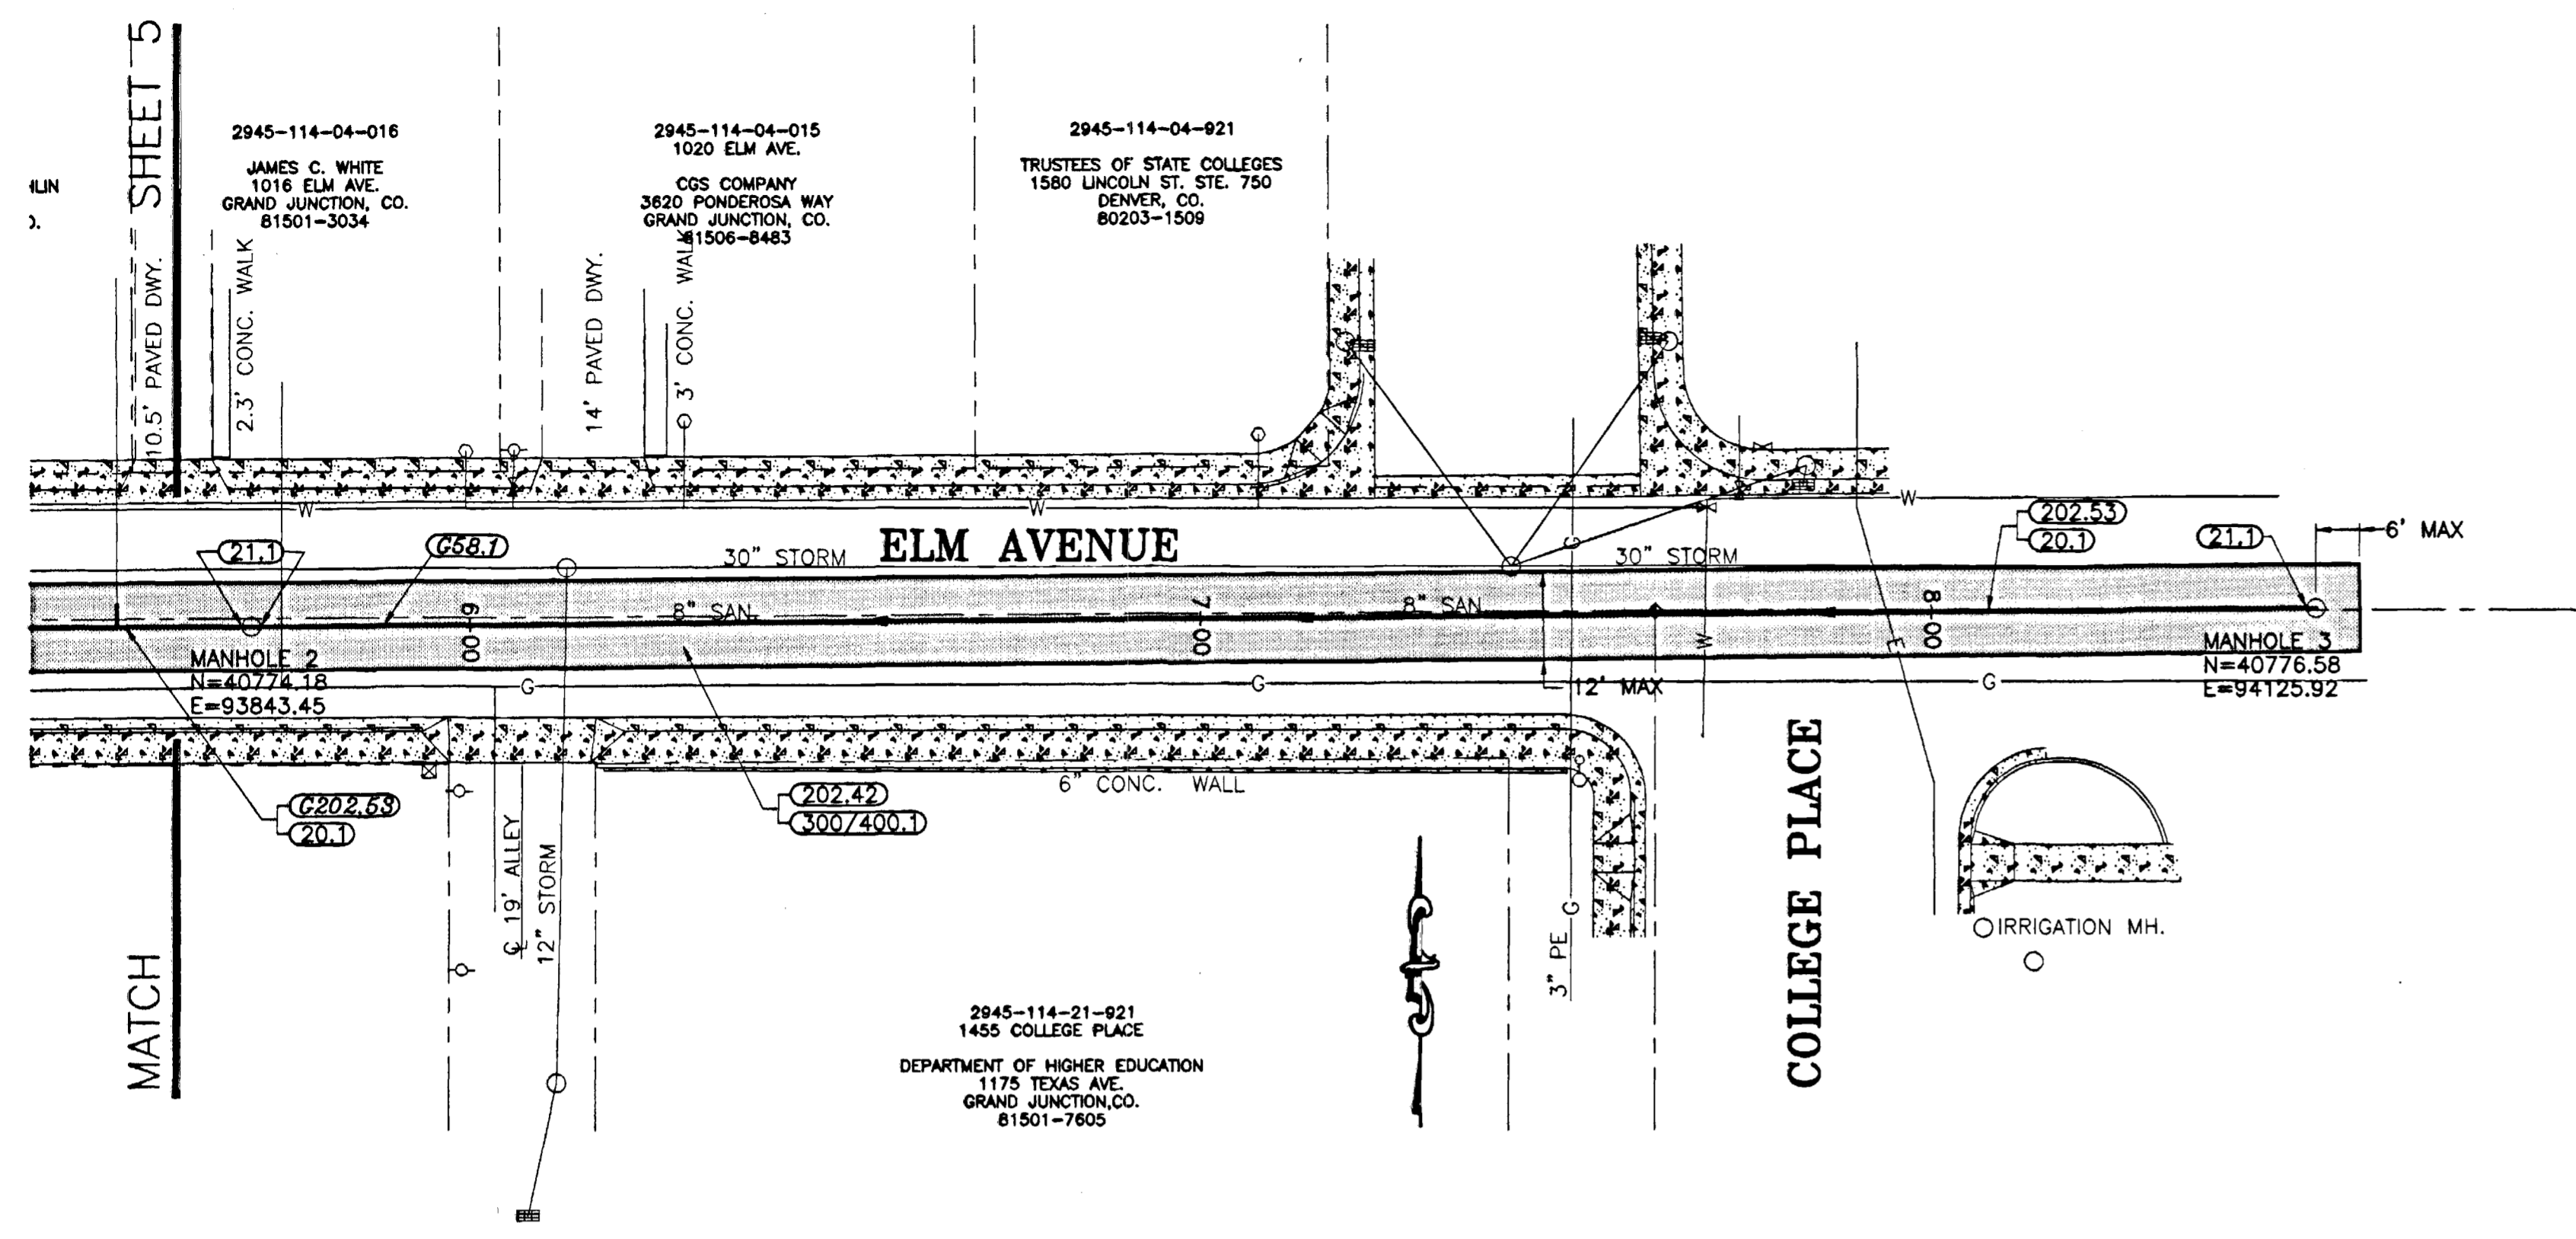 SHEET 5
HLIN
2945-114-04-016
JAMES C. WHITE
1016 ELM AVE.
GRAND JUNCTION, CO.
81501-3034
2945-114-04-015
1020 ELM AVE.
CGS COMPANY
3620 PONDEROSA WAY
GRAND JUNCTION, CO.
81506-8483
2945-114-04-921
TRUSTEES OF STATE COLLEGES
1580 LINCOLN ST. STE. 750
DENVER, CO.
80203-1509
10.5' PAVED DWY.
2.3' CONC. WALK
14' PAVED DWY.
3' CONC. WALK
W
W
W
W
G
E
ELM AVENUE
30" STORM
30" STORM
21.1
G58.1
202.53
20.1
21.1
6' MAX
8" SAN
8" SAN
6-00
7-00
8-00
MANHOLE 2
N=40774.18
E=93843.45
MANHOLE 3
N=40776.58
E=94125.92
G
G
G
12' MAX
G202.53
20.1
202.42
300/400.1
6" CONC. WALL
℄ 19' ALLEY
12" STORM
3" PE
G
COLLEGE PLACE
IRRIGATION MH.
MATCH
2945-114-21-921
1455 COLLEGE PLACE
DEPARTMENT OF HIGHER EDUCATION
1175 TEXAS AVE.
GRAND JUNCTION,CO.
81501-7605